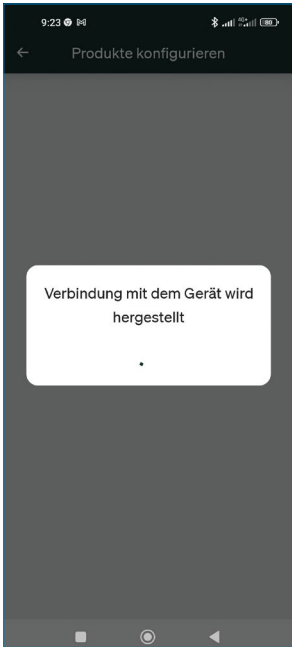 9:23
Produkte konfigurieren
Verbindung mit dem Gerät wird
hergestellt